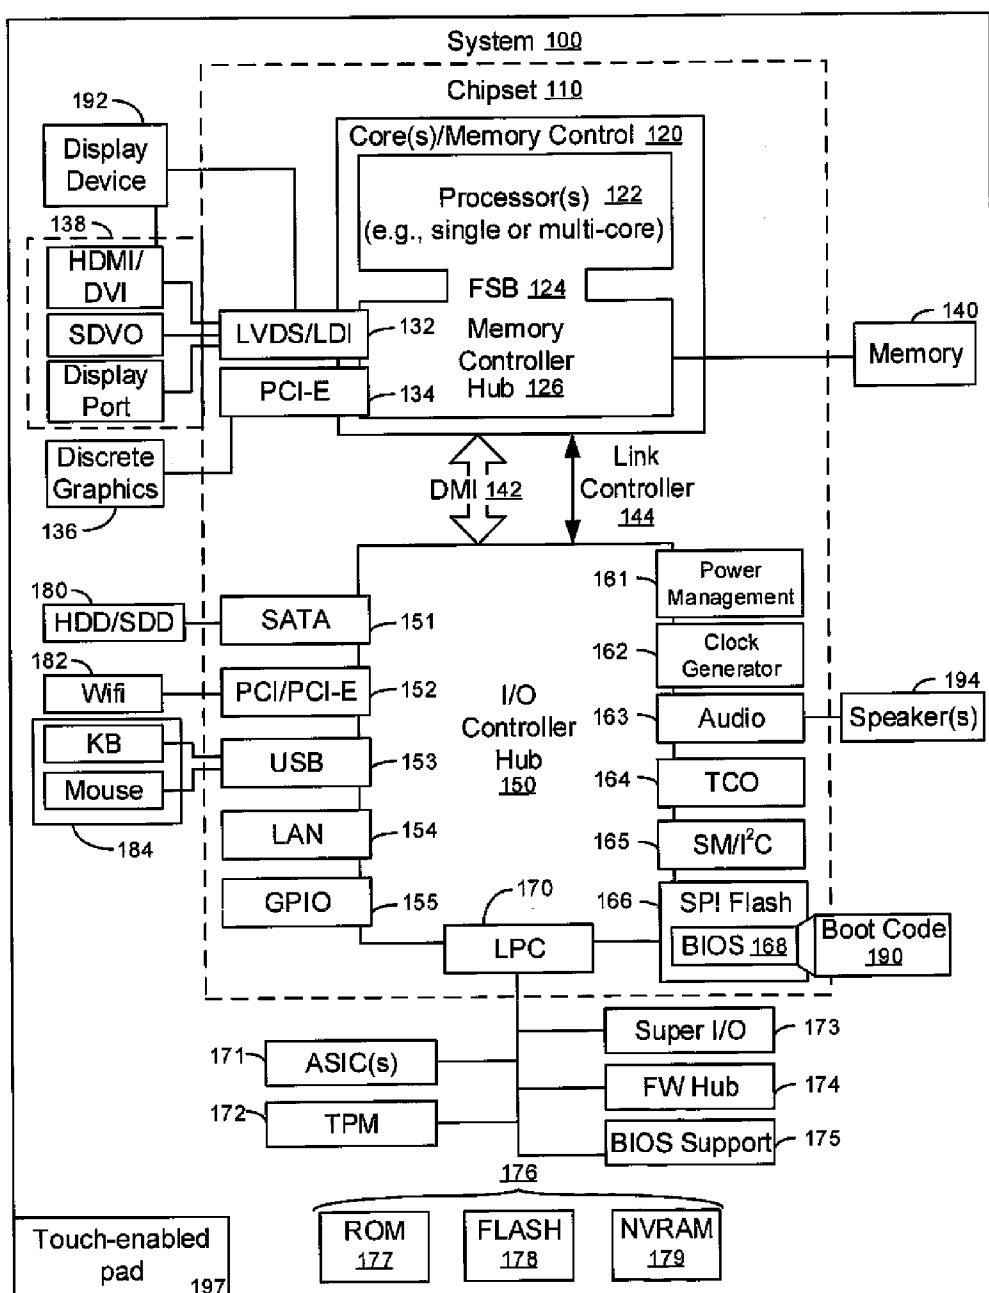 System 100
Chipset 110
192
Display
Device
Core(s)/Memory Control 120
Processor(s) 122
(e.g., single or multi-core)
138
HDMI/
DVI
SDVO
Display
Port
FSB 124
Memory
Controller
Hub 126
LVDS/LDI
132
PCI-E
134
140
Memory
Discrete
Graphics
136
DMI 142
Link
Controller
144
180
HDD/SDD
SATA
151
182
Wifi
PCI/PCI-E
152
KB
Mouse
184
USB
153
LAN
154
GPIO
155
I/O
Controller
Hub
150
161
Power
Management
162
Clock
Generator
163
Audio
194
Speaker(s)
164
TCO
165
SM/I²C
166
SPI Flash
BIOS 168
Boot Code
190
170
LPC
171
ASIC(s)
172
TPM
Super I/O
173
FW Hub
174
BIOS Support
175
176
ROM
177
FLASH
178
NVRAM
179
Touch-enabled
pad
197